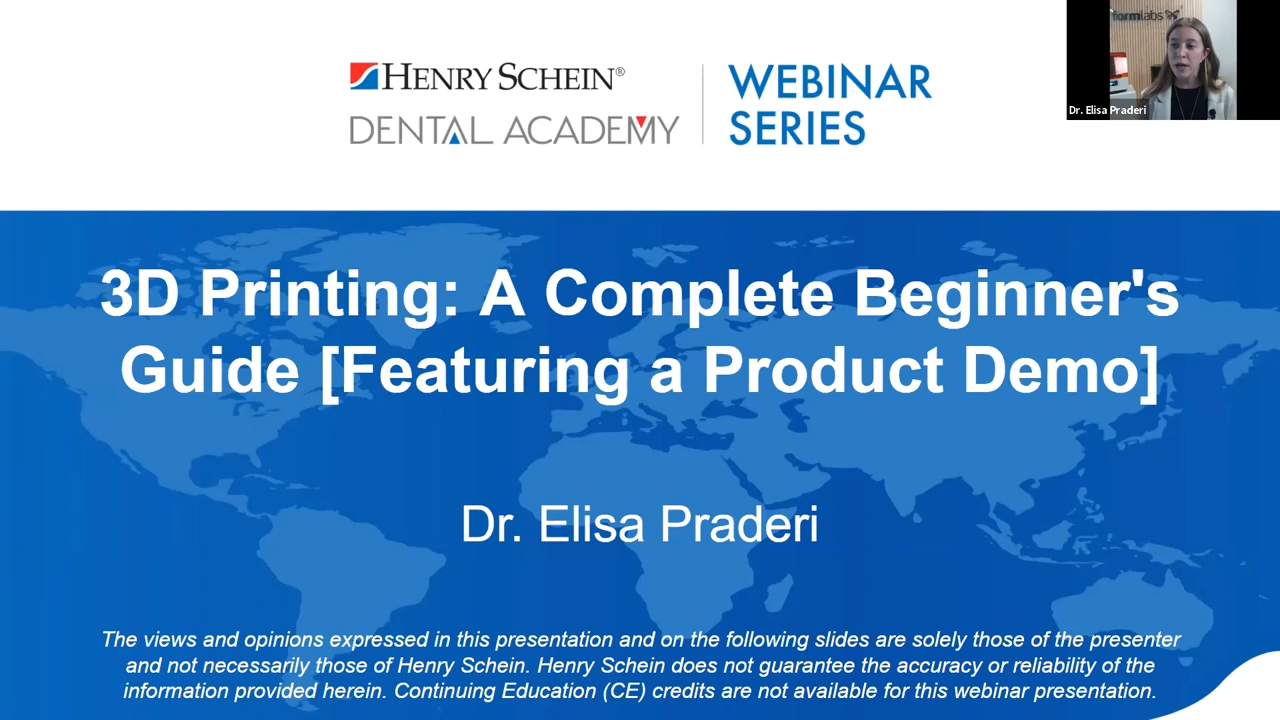 HENRY SCHEIN®
DENTAL ACADEMY
WEBINAR
SERIES
formlabs
Dr. Elisa Praderi
3D Printing: A Complete Beginner's
Guide [Featuring a Product Demo]
Dr. Elisa Praderi
The views and opinions expressed in this presentation and on the following slides are solely those of the presenter
and not necessarily those of Henry Schein. Henry Schein does not guarantee the accuracy or reliability of the
information provided herein. Continuing Education (CE) credits are not available for this webinar presentation.